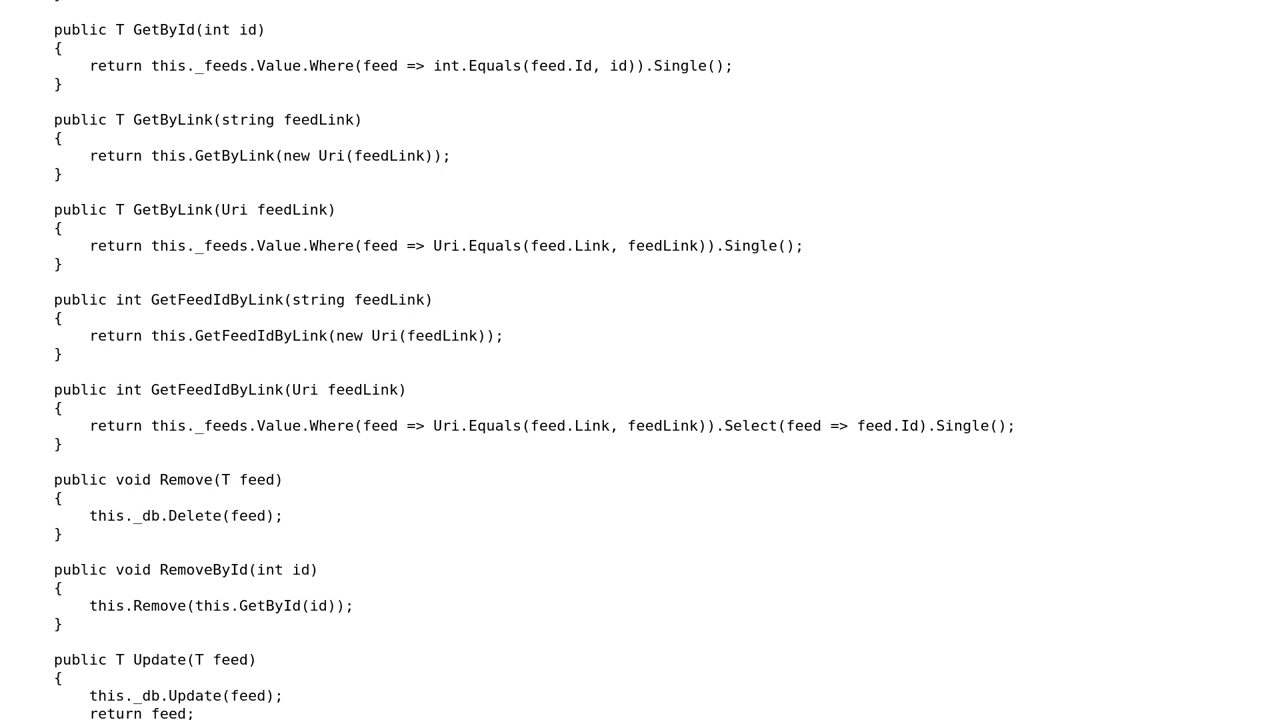 public T GetById(int id)
{
    return this._feeds.Value.Where(feed => int.Equals(feed.Id, id)).Single();
}

public T GetByLink(string feedLink)
{
    return this.GetByLink(new Uri(feedLink));
}

public T GetByLink(Uri feedLink)
{
    return this._feeds.Value.Where(feed => Uri.Equals(feed.Link, feedLink)).Single();
}

public int GetFeedIdByLink(string feedLink)
{
    return this.GetFeedIdByLink(new Uri(feedLink));
}

public int GetFeedIdByLink(Uri feedLink)
{
    return this._feeds.Value.Where(feed => Uri.Equals(feed.Link, feedLink)).Select(feed => feed.Id).Single();
}

public void Remove(T feed)
{
    this._db.Delete(feed);
}

public void RemoveById(int id)
{
    this.Remove(this.GetById(id));
}

public T Update(T feed)
{
    this._db.Update(feed);
    return feed;